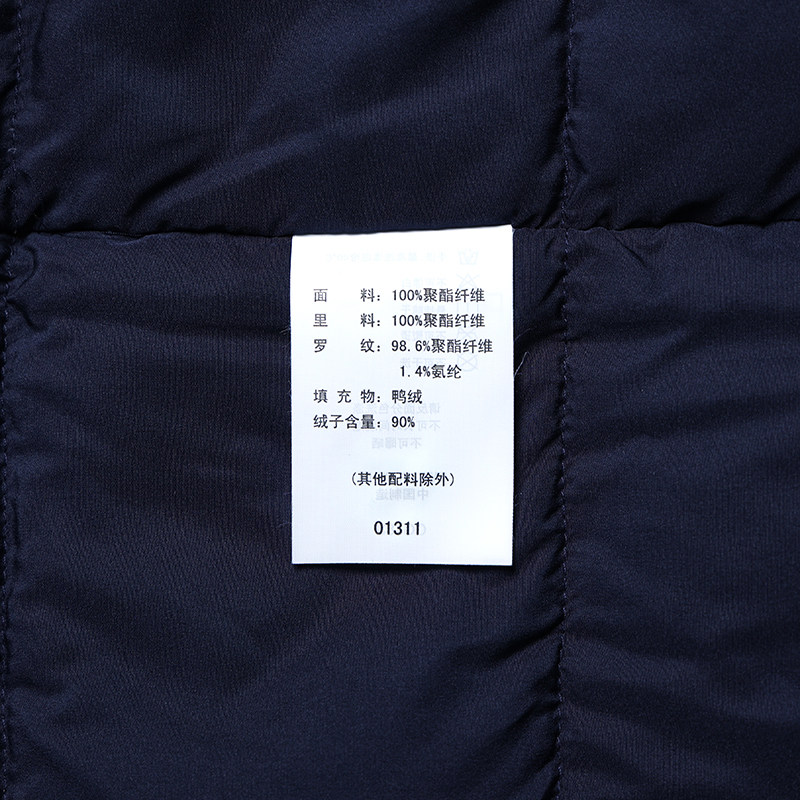 面 料：100%聚酯纤维
里 料：100%聚酯纤维
罗 纹：98.6%聚酯纤维
1.4%氨纶
填 充 物：鸭绒
绒子含量：90%
(其他配料除外)
01311